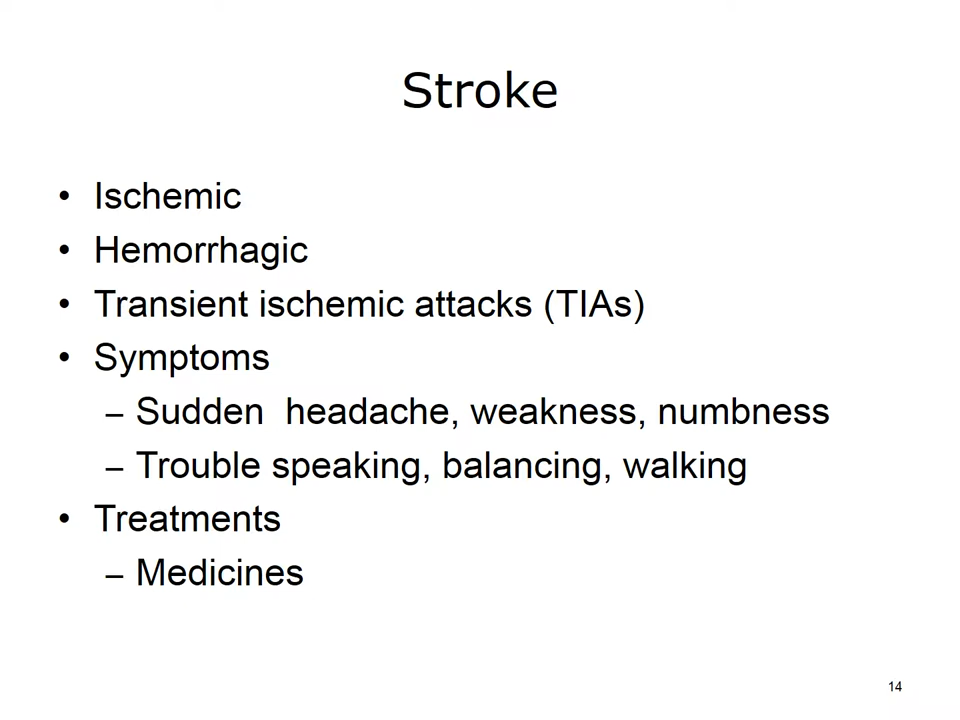 Stroke
• Ischemic
• Hemorrhagic
• Transient ischemic attacks (TIAs)
• Symptoms
– Sudden  headache, weakness, numbness
– Trouble speaking, balancing, walking
• Treatments
– Medicines
14